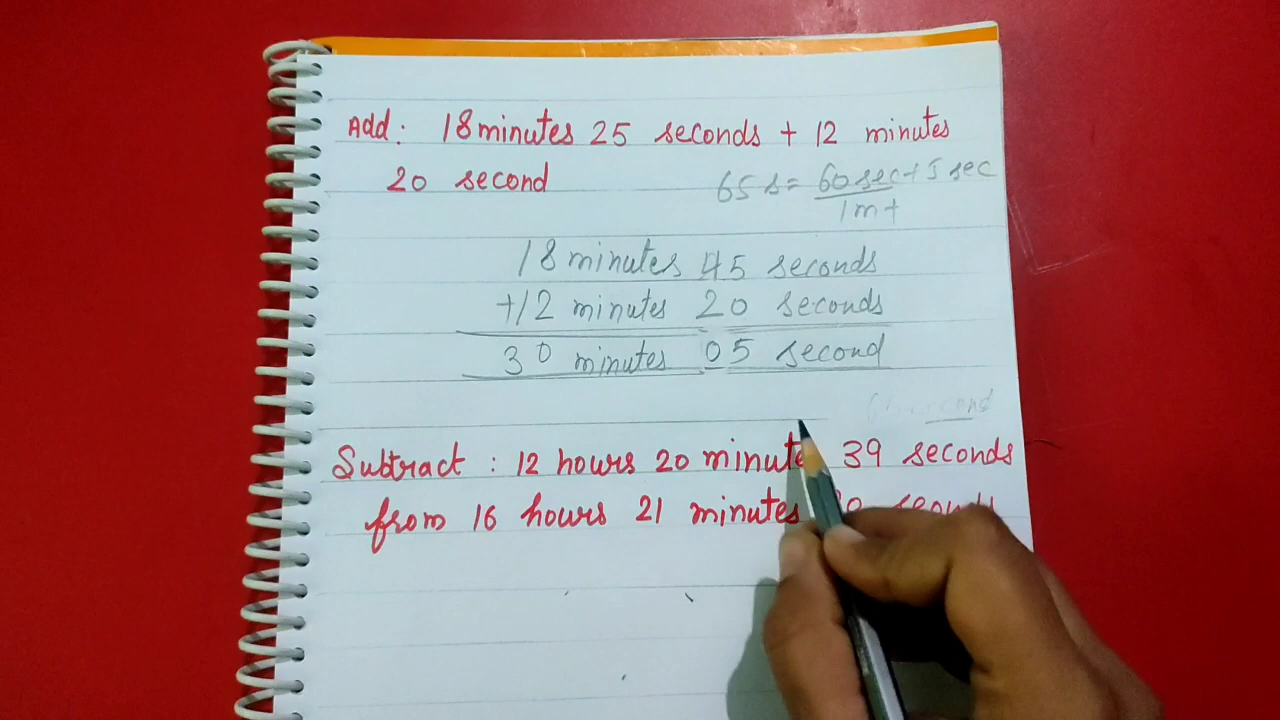 Add: 18 minutes 25 seconds + 12 minutes
20 second
65 s = 60 sec + 5 sec
1 mt
18 minutes 45 seconds
+12 minutes 20 seconds
30 minutes 05 second
Subtract : 12 hours 20 minute 39 seconds
from 16 hours 21 minutes